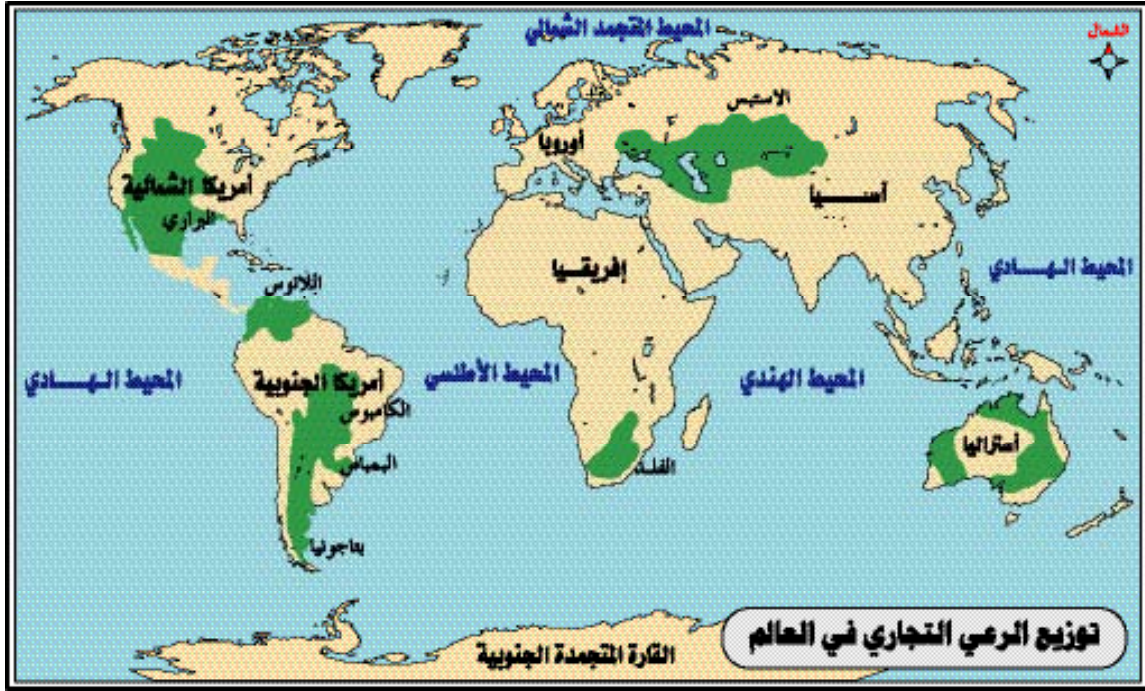 المحيط المتجمد الشمالي
الشمال
الاستبس
أوروبا
أمريكا الشمالية
البراري
آسيا
إفريقيا
المحيط الهادي
اللانوس
المحيط الهادي
أمريكا الجنوبية
المحيط الأطلسي
المحيط الهندي
الكامبوس
أستراليا
البمباس
الفلد
بتاجونيا
توزيع الرعي التجاري في العالم
القارة المتجمدة الجنوبية